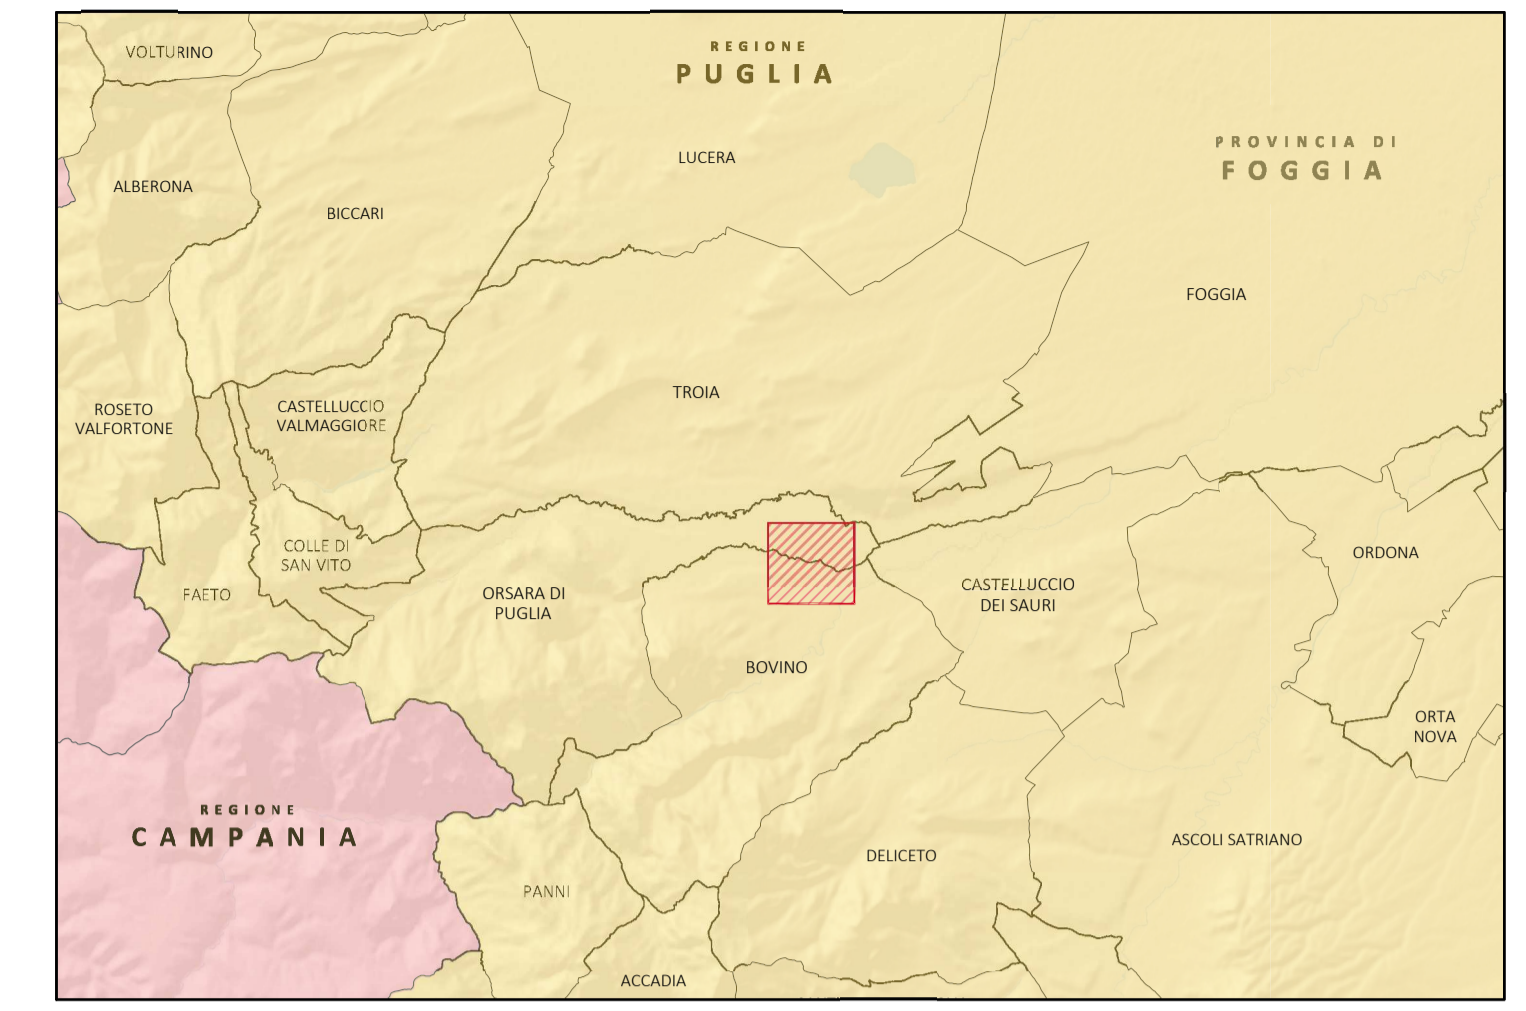 VOLTURINO
REGIONE
PUGLIA
PROVINCIA DI
FOGGIA
LUCERA
ALBERONA
BICCARI
FOGGIA
TROIA
ROSETO
VALFORTONE
CASTELLUCCIO
VALMAGGIORE
COLLE DI
SAN VITO
FAETO
ORSARA DI
PUGLIA
CASTELLUCCIO
DEI SAURI
ORDONA
BOVINO
ORTA
NOVA
REGIONE
CAMPANIA
ASCOLI SATRIANO
DELICETO
PANNI
ACCADIA